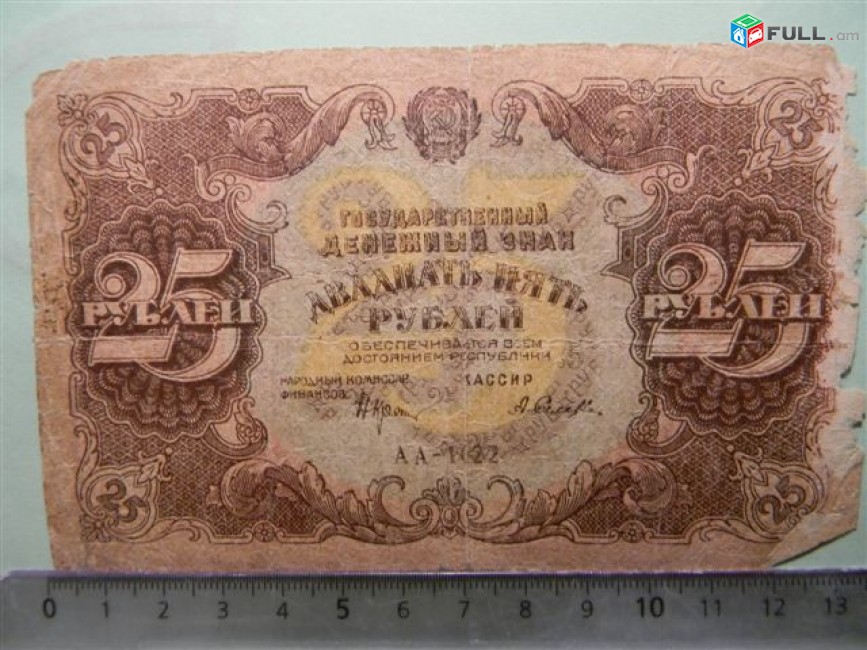 FULL.am
25 25
ГОСУДАРСТВЕННЫЙ
ДЕНЕЖНЫЙ ЗНАК
ДВАДЦАТЬ ПЯТЬ
РУБЛЕЙ
25 РУБЛЕЙ
25 РУБЛЕЙ
ОБЕСПЕЧИВАЕТСЯ ВСЕМ
ДОСТОЯНИЕМ РЕСПУБЛИКИ
НАРОДНЫЙ КОМИССАР КАССИР
ФИНАНСОВ
АА-1022
25 25
0 1 2 3 4 5 6 7 8 9 10 11 12 13